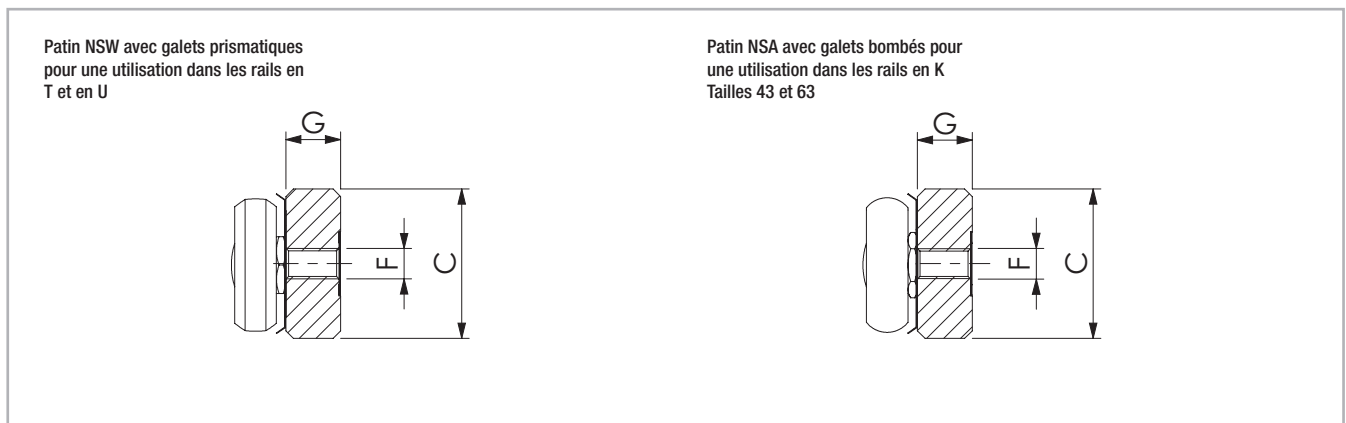 Patin NSW avec galets prismatiques
pour une utilisation dans les rails en
T et en U
G
F
C
Patin NSA avec galets bombés pour
une utilisation dans les rails en K
Tailles 43 et 63
G
F
C